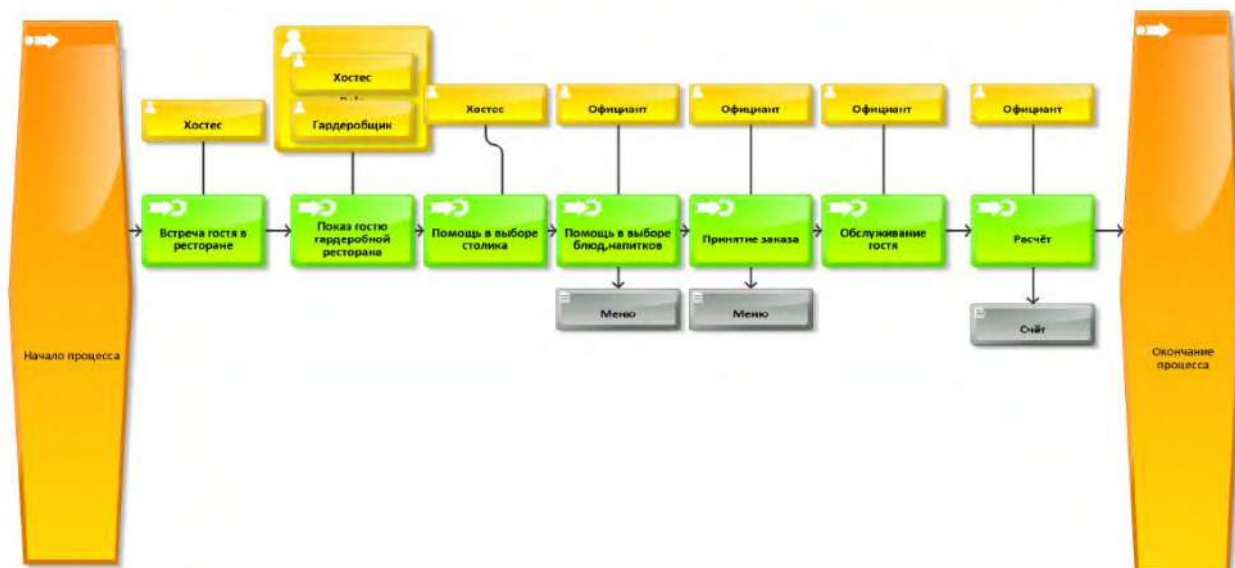 Хостес
Хостес
Гардеробщик
Хостес
Официант
Официант
Официант
Официант
Встреча гостя в
ресторане
Показ гостю
гардеробной
ресторана
Помощь в выборе
столика
Помощь в выборе
блюд,напитков
Принятие заказа
Обслуживание
гостя
Расчёт
Меню
Меню
Счёт
Начало процесса
Окончание
процесса